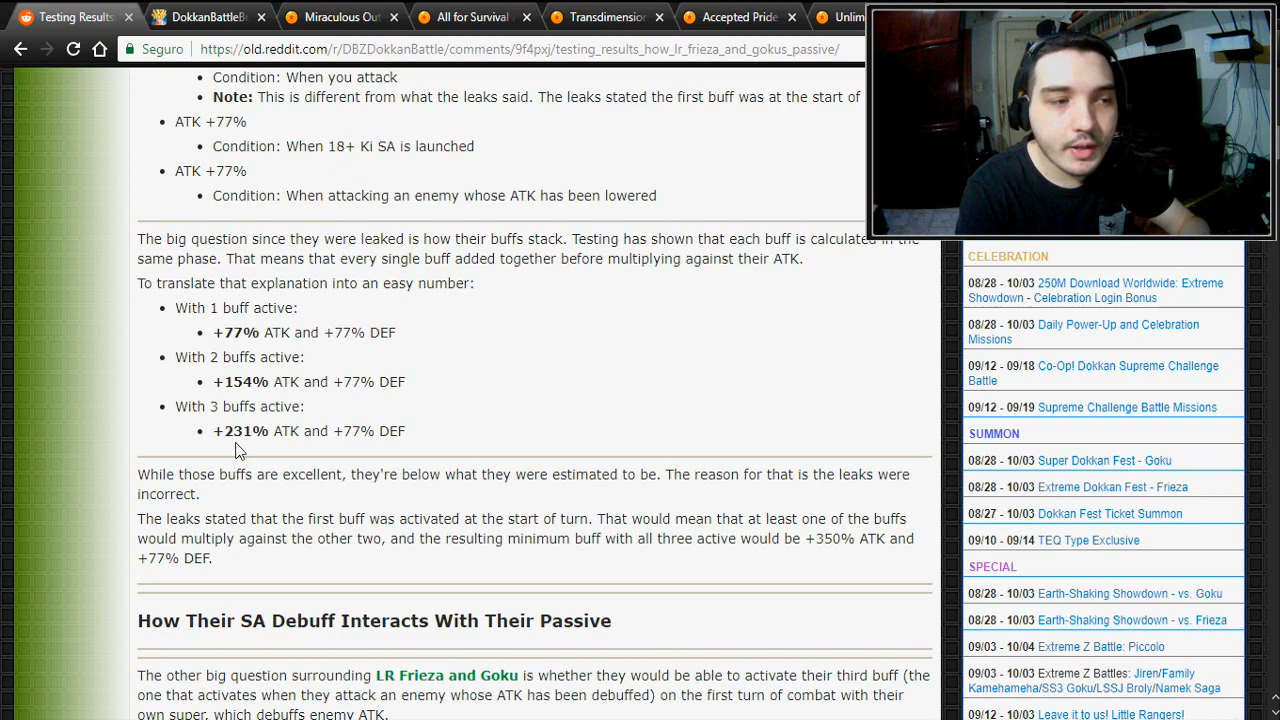 Testing Results
DokkanBattleB
Miraculous Out
All for Survival
Transdimension
Accepted Pride
Unlim
Seguro
https://old.reddit.com/r/DBZDokkanBattle/comments/9f4pxj/testing_results_how_lr_frieza_and_gokus_passive/
Condition: When you attack
Note: This is different from what the leaks said. The leaks stated the first buff was at the start of
ATK +77%
Condition: When 18+ Ki SA is launched
ATK +77%
Condition: When attacking an enemy whose ATK has been lowered
The big question since they were leaked is how their buffs stack. Testing has shown that each buff is calculated in the
same phase. That means that every single buff added together before multiplying against their ATK.
To translate that explanation into an easy number:
With 1 buff active:
+77% ATK and +77% DEF
With 2 buffs active:
+154% ATK and +77% DEF
With 3 buffs active:
+231% ATK and +77% DEF
While those buffs are excellent, they're below what they were estimated to be. The reason for that is the leaks were
incorrect.
The leaks stated that the first buff was activated at the start of turn. That would mean that at least one of the buffs
would multiply against the other two, and the resulting minimum buff with all three active would be +350% ATK and
+77% DEF.
How Their SA Debuff Interacts With Their Passive
The other big question surrounding LR Frieza and Goku is whether they would be able to activate their third buff (the
one that activates when they attack an enemy whose ATK has been debuffed) on the first turn of combat with their
own super, which debuffs enemy ATK.
CELEBRATION
08/28 - 10/03 250M Download Worldwide: Extreme
Showdown - Celebration Login Bonus
08/28 - 10/03 Daily Power-Up and Celebration
Missions
09/12 - 09/18 Co-Op! Dokkan Supreme Challenge
Battle
09/12 - 09/19 Supreme Challenge Battle Missions
SUMMON
08/28 - 10/03 Super Dokkan Fest - Goku
08/28 - 10/03 Extreme Dokkan Fest - Frieza
08/27 - 10/03 Dokkan Fest Ticket Summon
09/10 - 09/14 TEQ Type Exclusive
SPECIAL
08/28 - 10/03 Earth-Shaking Showdown - vs. Goku
08/28 - 10/03 Earth-Shaking Showdown - vs. Frieza
09/03 - 10/04 Extreme Z Battle: Piccolo
09/03 - 10/03 Extreme Z Battles: Jiren/Family
Kamehameha/SS3 Goku/LSSJ Broly/Namek Saga
09/12 - 10/03 Leave it to us! Little Rangers!